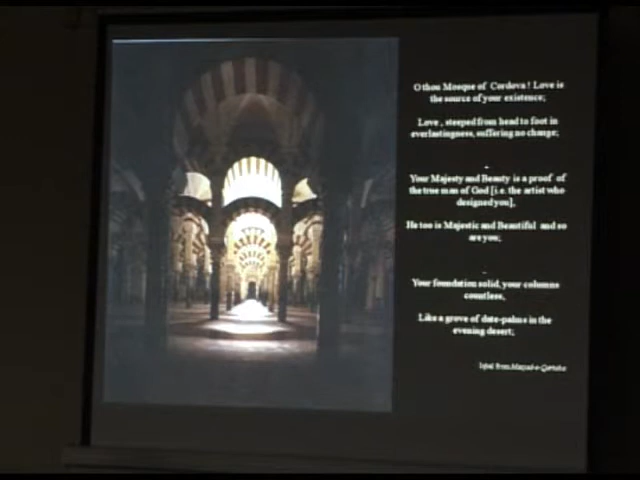 O thou Mosque of Cordova ! Love is
the source of your existence;
Love , steeped from head to foot in
everlastingness, suffering no change;
-
Your Majesty and Beauty is a proof of
the true man of God [i.e. the artist who
designed you],
He too is Majestic and Beautiful and so
are you;
-
Your foundation solid, your columns
countless,
Like a grove of date-palms in the
evening desert;
Iqbal from Masjid-e-Qurtuba